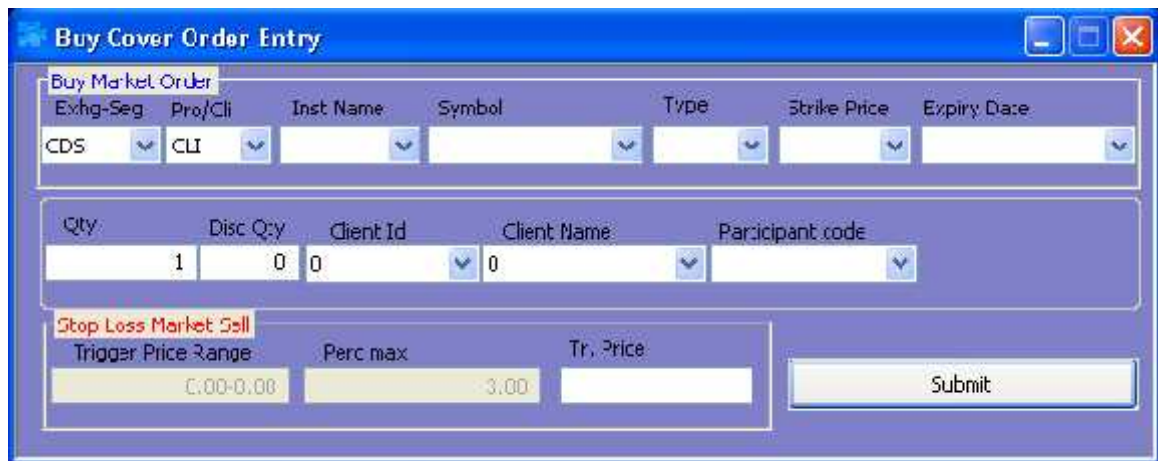 Buy Cover Order Entry
Buy Market Order
Exhg-Seg Pro/Cli Inst Name Symbol Type Strike Price Expiry Date
CDS CLI
Qty Disc Qty Client Id Client Name Participant code
1 0 0 0
Stop Loss Market Sell
Trigger Price Range Perc max Tr. Price
0.00-0.00 3.00
Submit